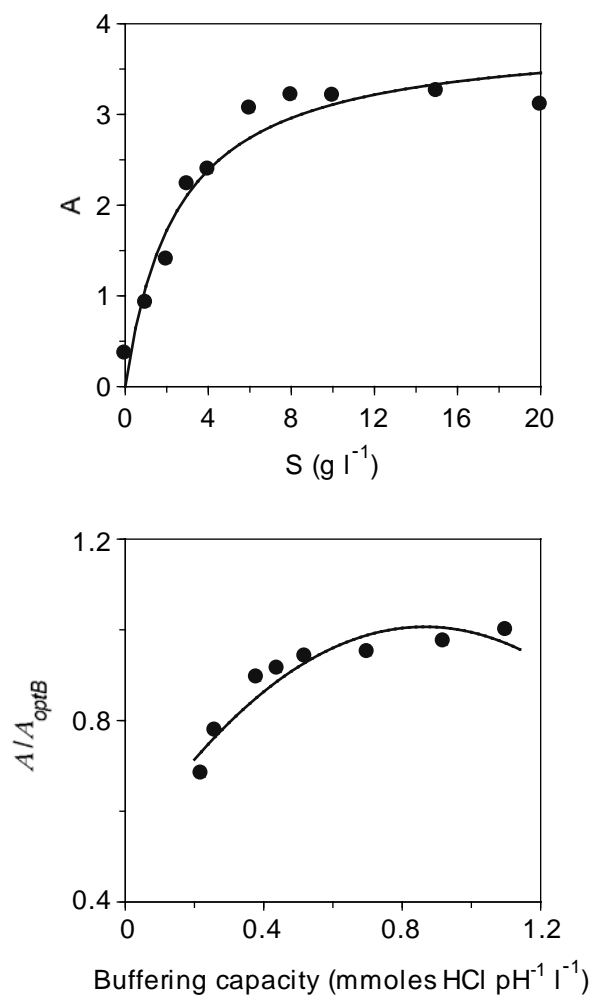 4
3
2
1
0
A
0 4 8 12 16 20
S (g l⁻¹)
1.2
0.8
0.4
A/A_optB
0 0.4 0.8 1.2
Buffering capacity (mmoles HCl pH⁻¹ l⁻¹)